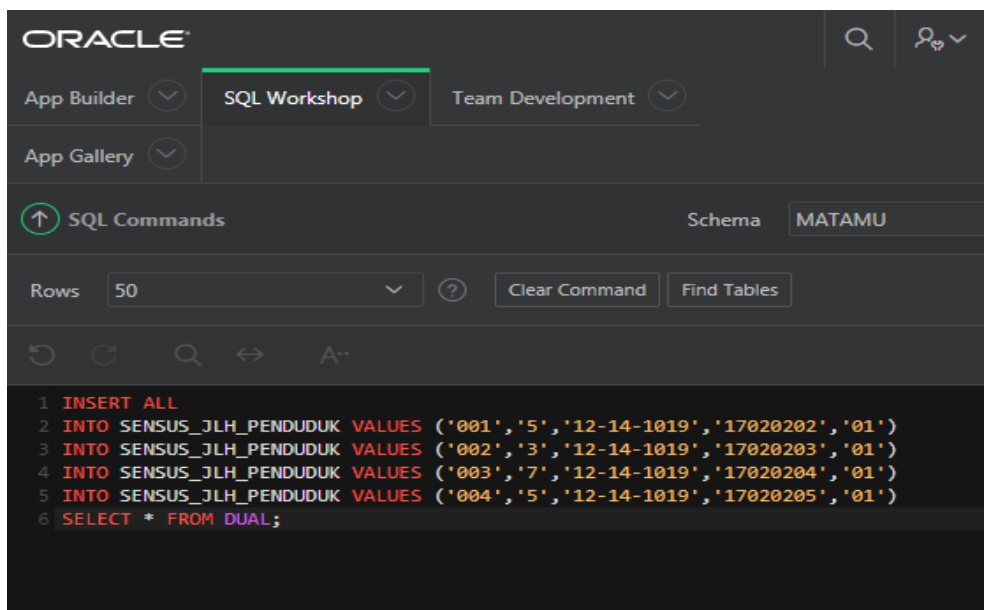 ORACLE
App Builder SQL Workshop Team Development
App Gallery
SQL Commands Schema MATAMU
Rows 50 ? Clear Command Find Tables
A··
1 INSERT ALL
2 INTO SENSUS_JLH_PENDUDUK VALUES ('001','5','12-14-1019','17020202','01')
3 INTO SENSUS_JLH_PENDUDUK VALUES ('002','3','12-14-1019','17020203','01')
4 INTO SENSUS_JLH_PENDUDUK VALUES ('003','7','12-14-1019','17020204','01')
5 INTO SENSUS_JLH_PENDUDUK VALUES ('004','5','12-14-1019','17020205','01')
6 SELECT * FROM DUAL;